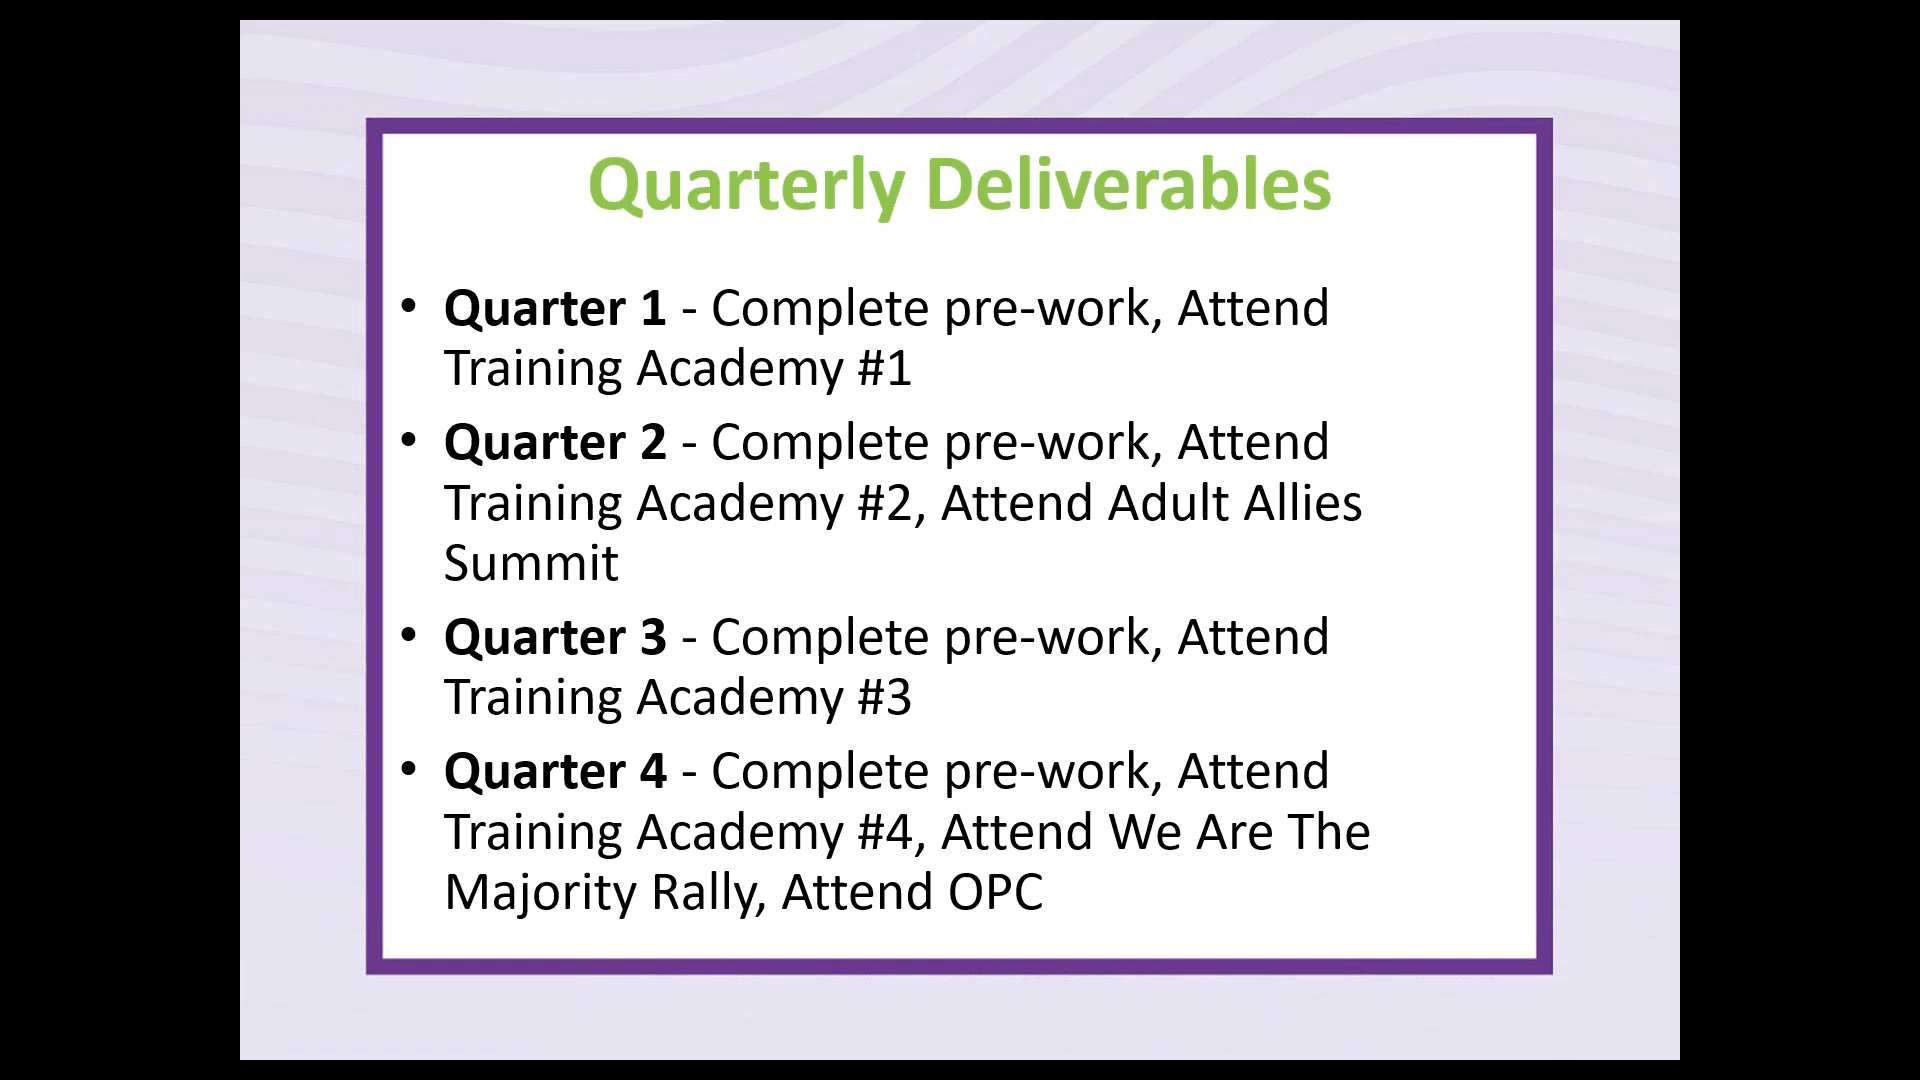 Quarterly Deliverables
• Quarter 1 - Complete pre-work, Attend
Training Academy #1
• Quarter 2 - Complete pre-work, Attend
Training Academy #2, Attend Adult Allies
Summit
• Quarter 3 - Complete pre-work, Attend
Training Academy #3
• Quarter 4 - Complete pre-work, Attend
Training Academy #4, Attend We Are The
Majority Rally, Attend OPC